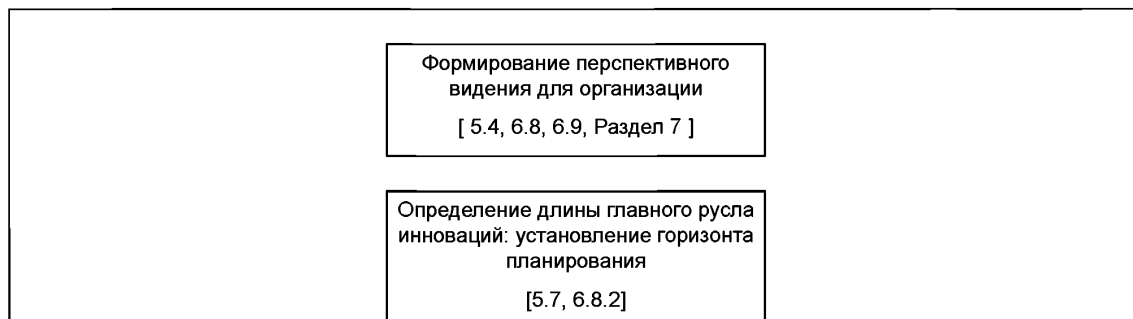 Формирование перспективного
видения для организации
[ 5.4, 6.8, 6.9, Раздел 7 ]
Определение длины главного русла
инноваций: установление горизонта
планирования
[5.7, 6.8.2]